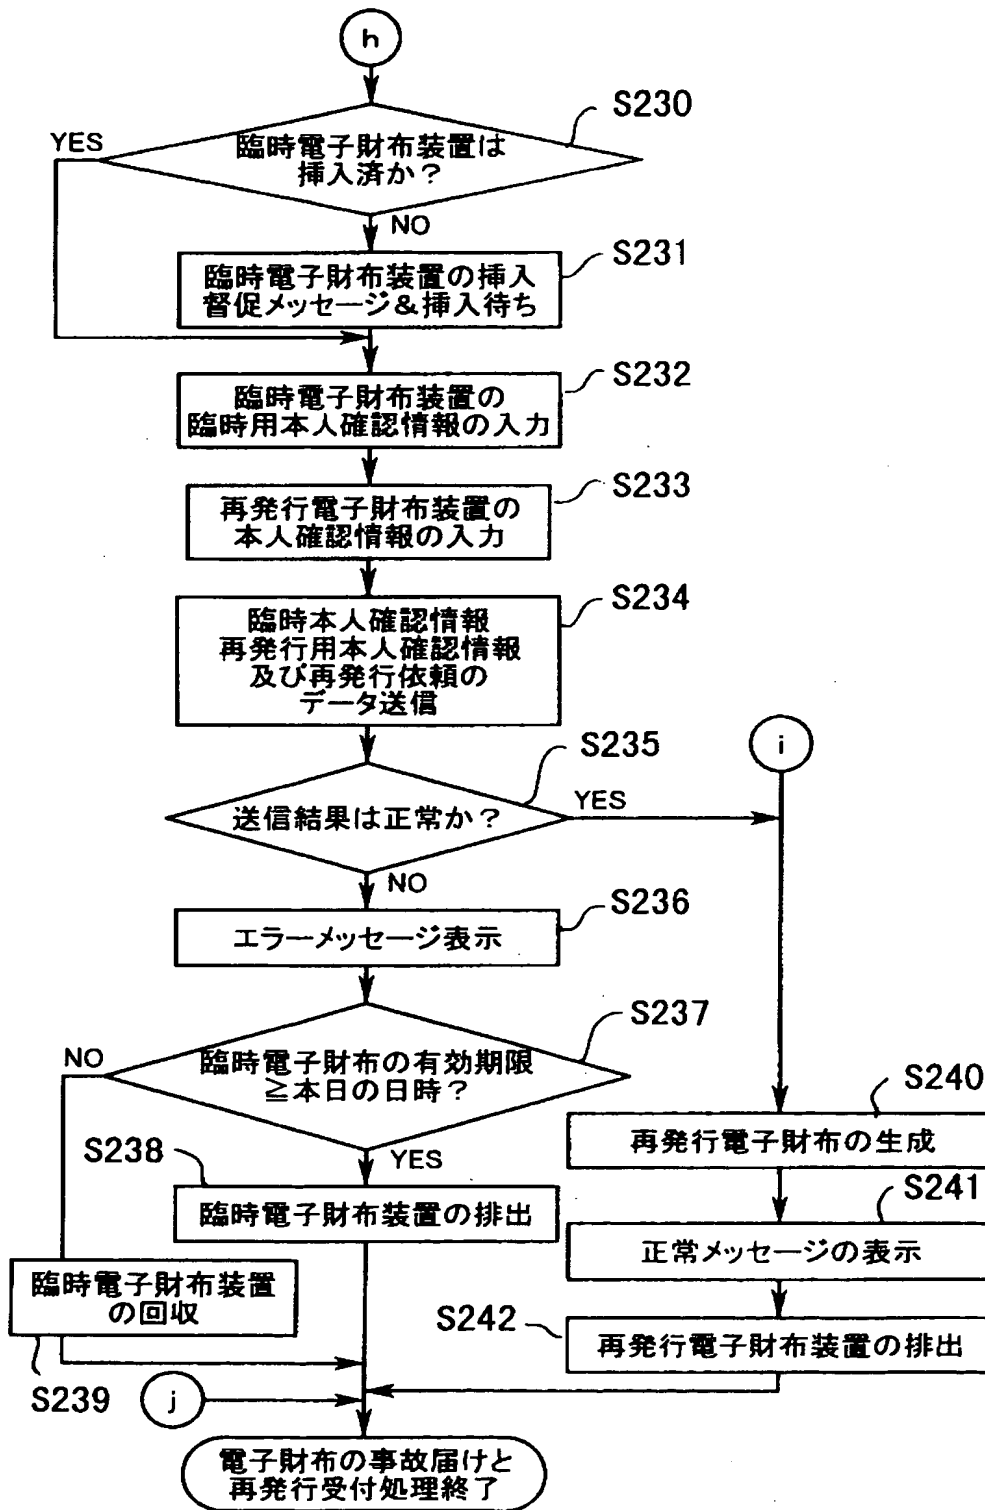 h
S230
YES
臨時電子財布装置は
挿入済か？
NO
S231
臨時電子財布装置の挿入
督促メッセージ＆挿入待ち
S232
臨時電子財布装置の
臨時用本人確認情報の入力
S233
再発行電子財布装置の
本人確認情報の入力
S234
臨時本人確認情報
再発行用本人確認情報
及び再発行依頼の
データ送信
S235
i
送信結果は正常か？
YES
NO
S236
エラーメッセージ表示
S237
NO
臨時電子財布の有効期限
≧本日の日時？
YES
S240
再発行電子財布の生成
S238
臨時電子財布装置の排出
S241
正常メッセージの表示
臨時電子財布装置
の回収
S242
再発行電子財布装置の排出
S239
j
電子財布の事故届けと
再発行受付処理終了